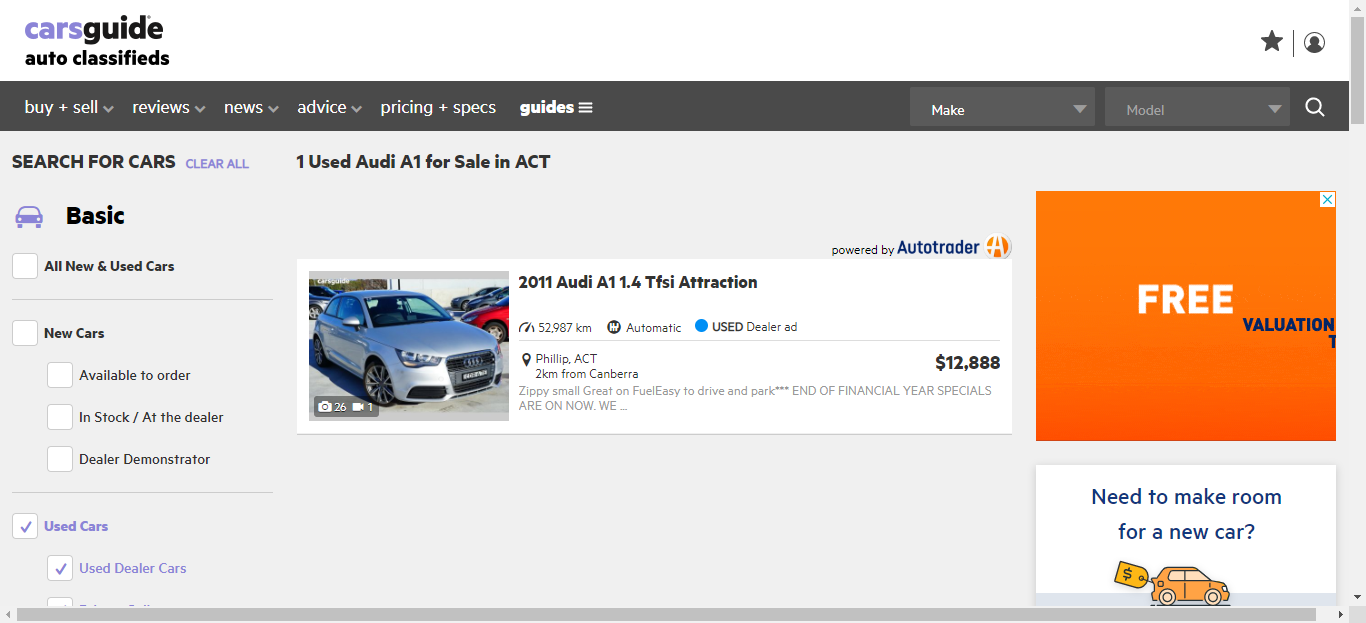 carsguide
auto classifieds
buy + sell
reviews
news
advice
pricing + specs
guides
Make
Model
SEARCH FOR CARS
CLEAR ALL
1 Used Audi A1 for Sale in ACT
Basic
All New & Used Cars
New Cars
Available to order
In Stock / At the dealer
Dealer Demonstrator
Used Cars
Used Dealer Cars
powered by Autotrader
carsguide
26
1
2011 Audi A1 1.4 Tfsi Attraction
52,987 km
Automatic
USED Dealer ad
Phillip, ACT
2km from Canberra
$12,888
Zippy small Great on FuelEasy to drive and park*** END OF FINANCIAL YEAR SPECIALS
ARE ON NOW. WE ...
FREE
VALUATION
T
Need to make room
for a new car?
$